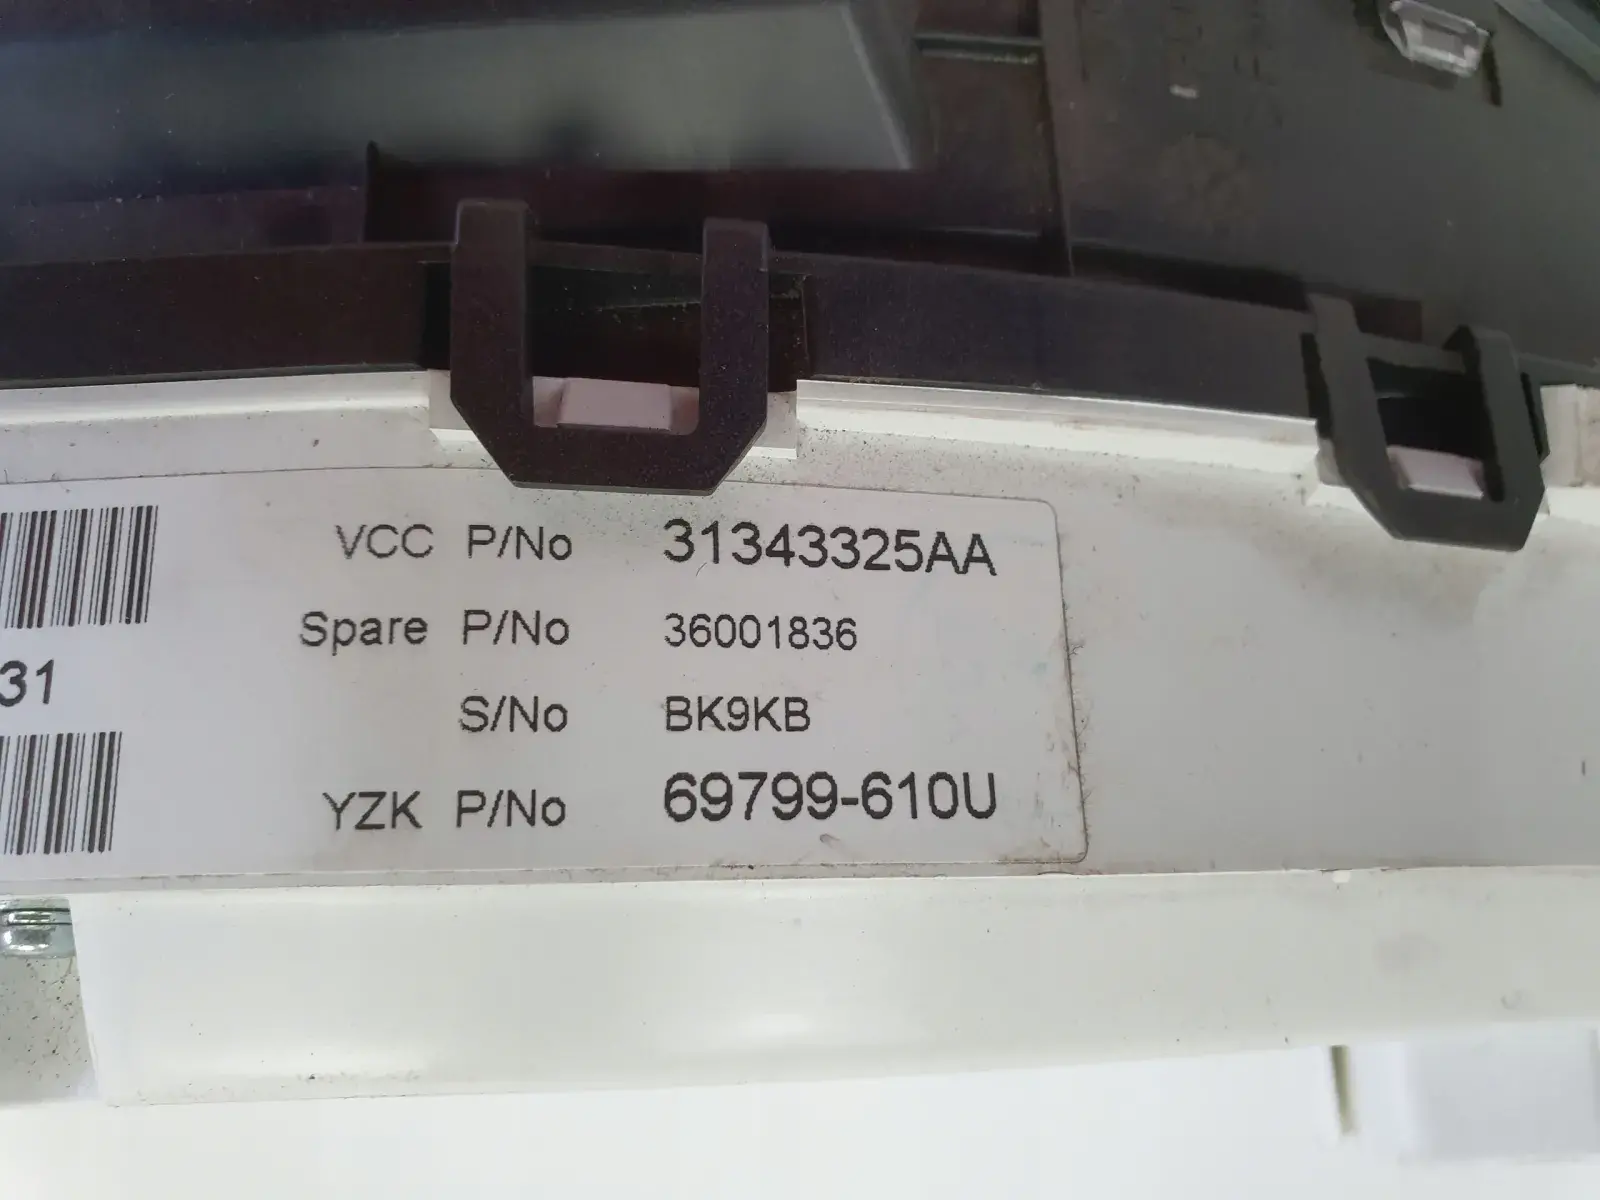 VCC P/No 31343325AA
Spare P/No 36001836
31
S/No BK9KB
YZK P/No 69799-610U